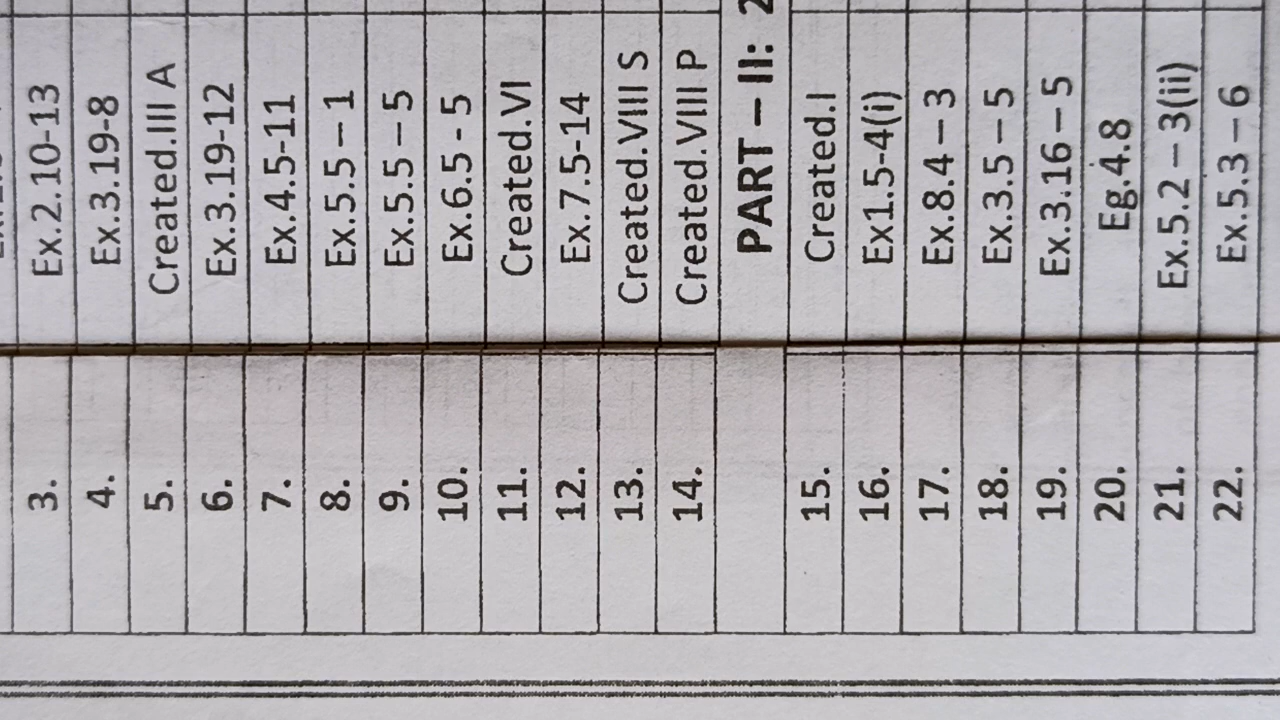 3. Ex.2.10-13
4. Ex.3.19-8
5. Created.III A
6. Ex.3.19-12
7. Ex.4.5-11
8. Ex.5.5 – 1
9. Ex.5.5 – 5
10. Ex.6.5 - 5
11. Created.VI
12. Ex.7.5-14
13. Created.VIII S
14. Created.VIII P
PART – II: 2
15. Created.I
16. Ex1.5-4(i)
17. Ex.8.4 – 3
18. Ex.3.5 – 5
19. Ex.3.16 – 5
20. Eg.4.8
21. Ex.5.2 – 3(ii)
22. Ex.5.3 – 6